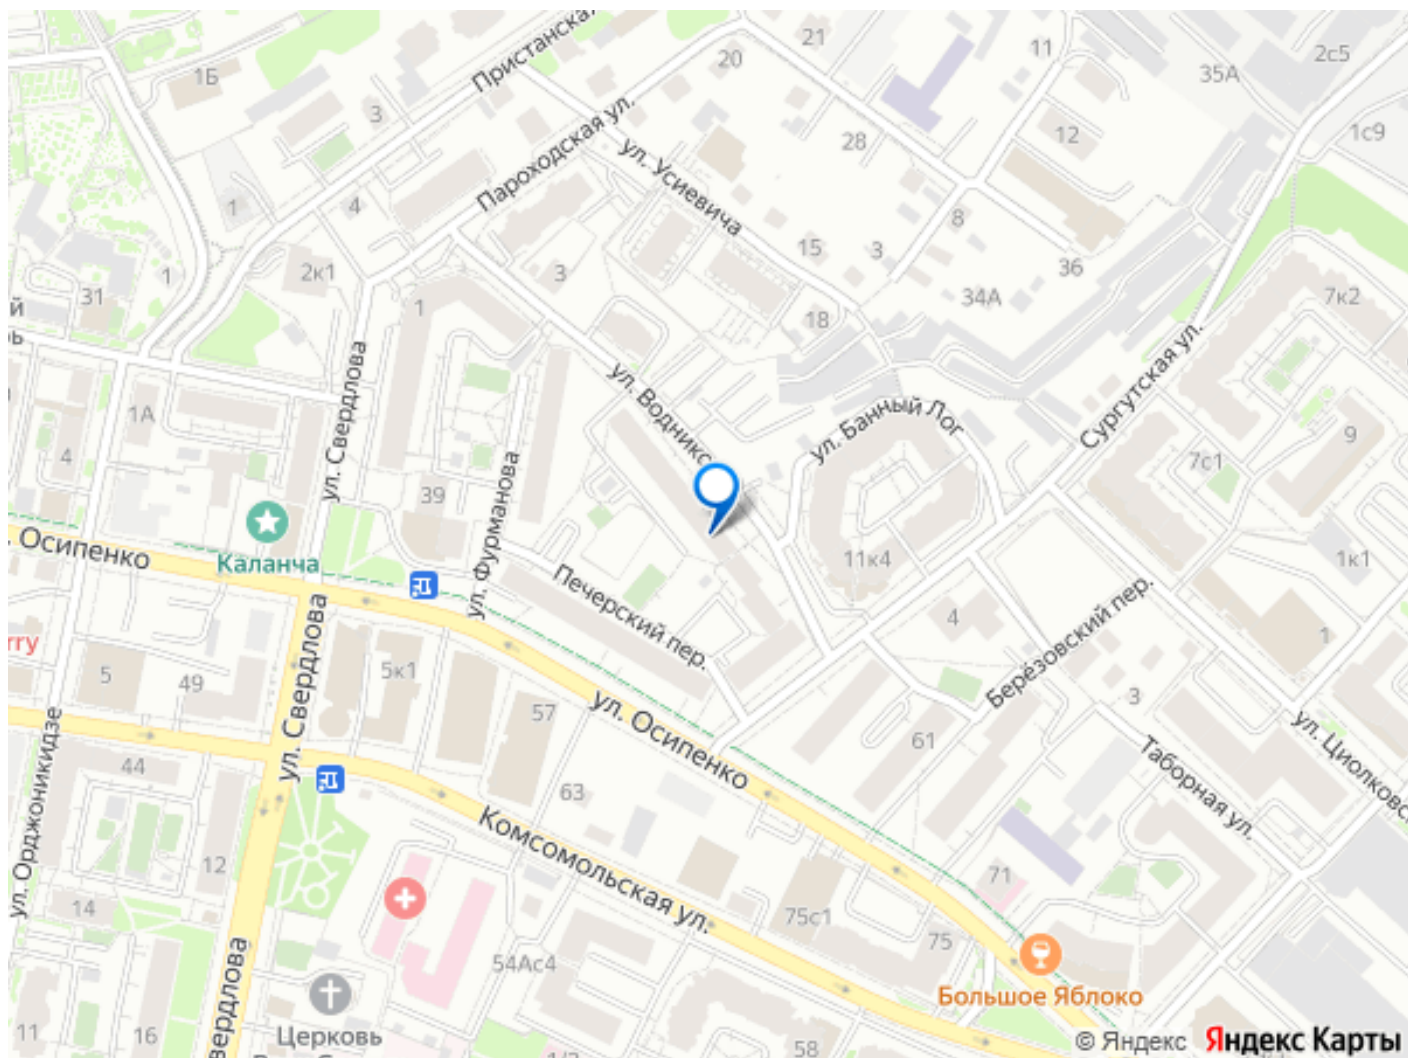 Пристанская
21
20
11
2с5
35А
1Б
3
Пароходская ул.
12
1с9
28
ул. Усиевича
1
4
8
15
3
36
2к1
3
1
31
34А
7к2
1
18
ул. Свердлова
Сургутская ул.
ул. Водников
ул. Банный Лог
1А
4
9
7с1
39
ул. Фурманова
Осипенко
Каланча
11к4
1к1
Печерский пер.
Берёзовский пер.
4
1
rry
5
49
5к1
ул. Свердлова
57
ул. Осипенко
3
61
Таборная ул.
ул. Циолковс
ул. Орджоникидзе
44
63
Комсомольская ул.
12
14
71
75с1
75
54Ас4
Большое Яблоко
вердлова
11
16
Церковь
58
© Яндекс Яндекс Карты